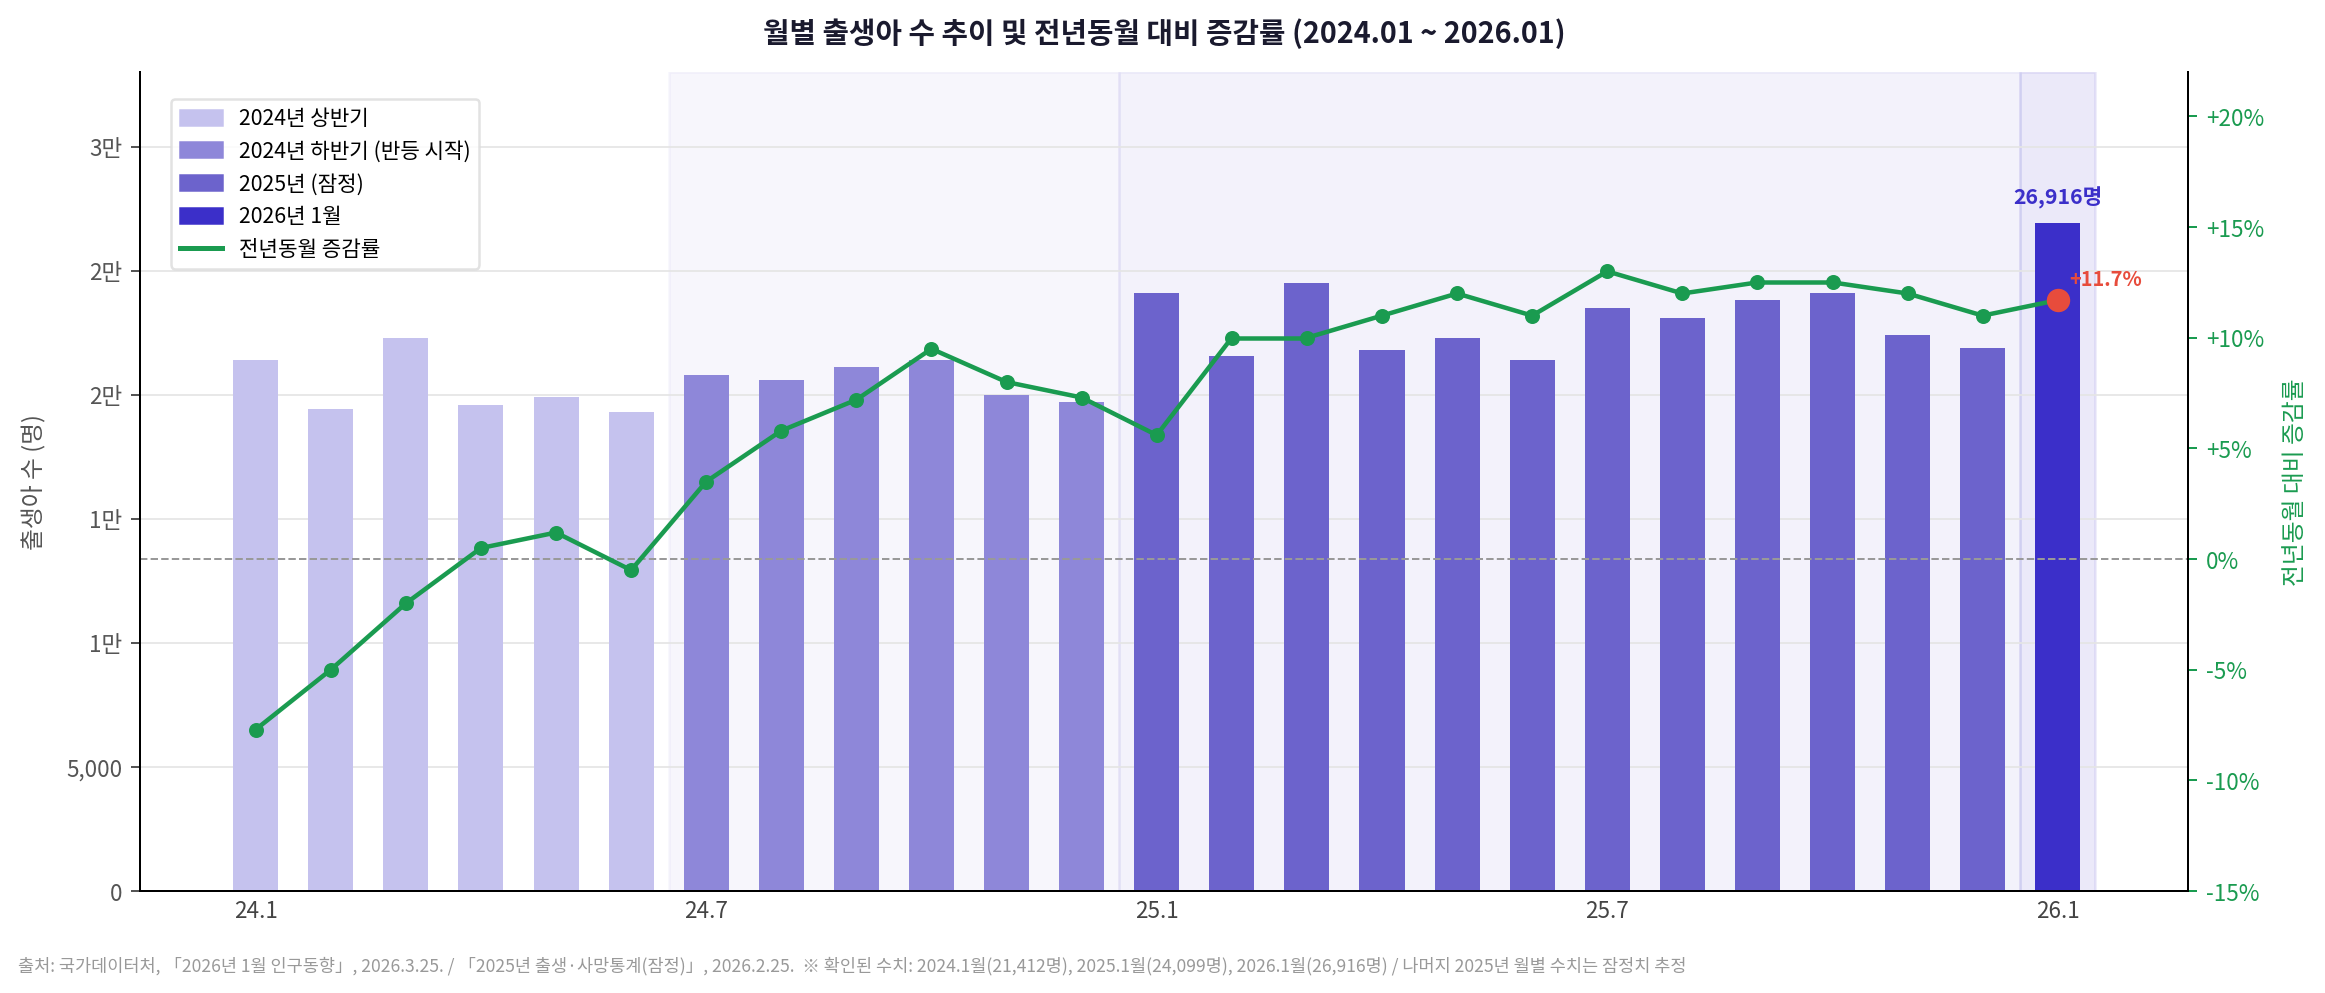 월별 출생아 수 추이 및 전년동월 대비 증감률 (2024.01 ~ 2026.01)
2024년 상반기
2024년 하반기 (반등 시작)
2025년 (잠정)
2026년 1월
전년동월 증감률
출생아 수 (명)
3만
2만
2만
1만
1만
5,000
0
26,916명
+11.7%
+20%
+15%
+10%
+5%
0%
-5%
-10%
-15%
전년동월 대비 증감률
24.1
24.7
25.1
25.7
26.1
출처: 국가데이터처, 「2026년 1월 인구동향」, 2026.3.25. / 「2025년 출생·사망통계(잠정)」, 2026.2.25. ※ 확인된 수치: 2024.1월(21,412명), 2025.1월(24,099명), 2026.1월(26,916명) / 나머지 2025년 월별 수치는 잠정치 추정